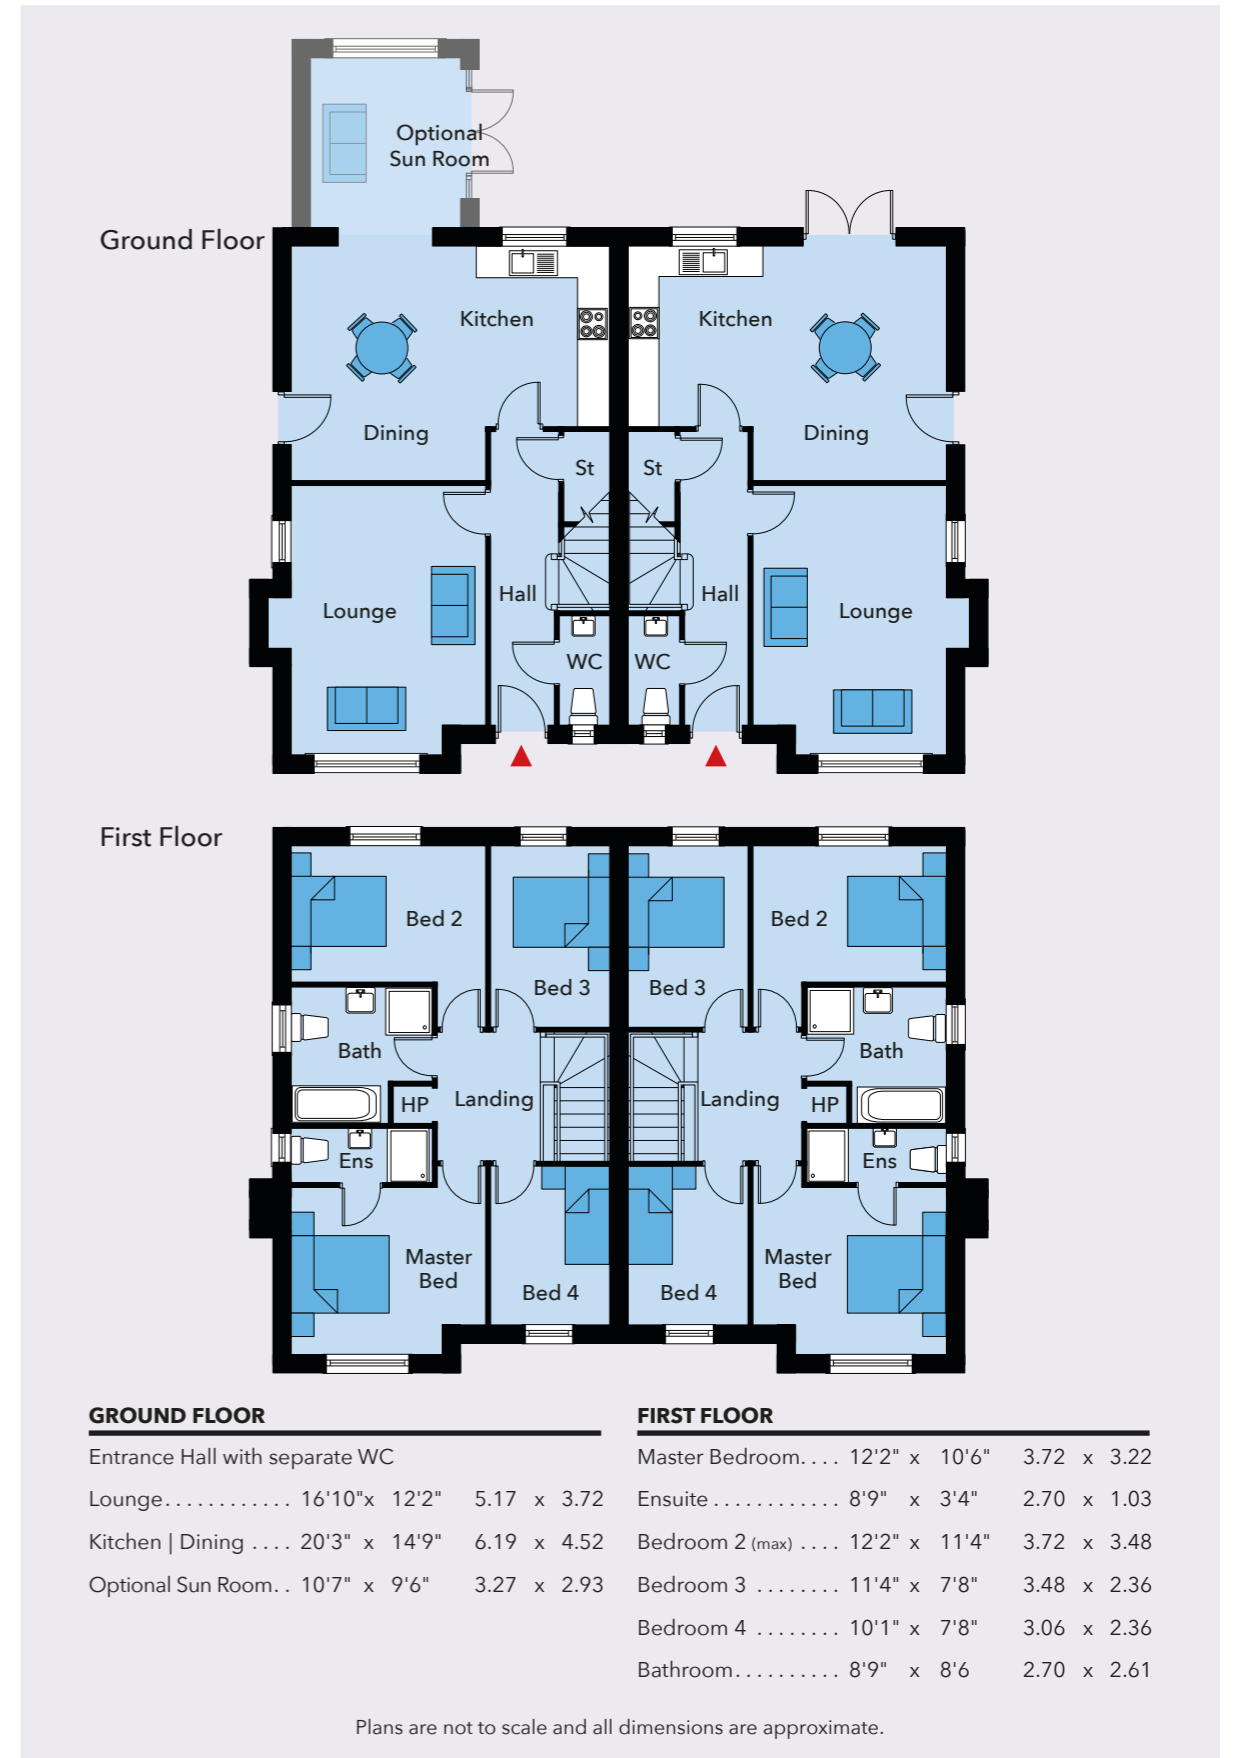 Optional
Sun Room
Ground Floor
Kitchen
Kitchen
Dining
Dining
St
St
Hall
Hall
Lounge
Lounge
WC
WC
First Floor
Bed 2
Bed 2
Bed 3
Bed 3
Bath
Bath
HP
Landing
Landing
HP
Ens
Ens
Master
Bed
Master
Bed
Bed 4
Bed 4
GROUND FLOOR
Entrance Hall with separate WC
Lounge............ 16'10"x 12'2" 5.17 x 3.72
Kitchen | Dining .... 20'3" x 14'9" 6.19 x 4.52
Optional Sun Room.. 10'7" x 9'6" 3.27 x 2.93
FIRST FLOOR
Master Bedroom.... 12'2" x 10'6" 3.72 x 3.22
Ensuite ............ 8'9" x 3'4" 2.70 x 1.03
Bedroom 2 (max) .... 12'2" x 11'4" 3.72 x 3.48
Bedroom 3 ........ 11'4" x 7'8" 3.48 x 2.36
Bedroom 4 ........ 10'1" x 7'8" 3.06 x 2.36
Bathroom.......... 8'9" x 8'6 2.70 x 2.61
Plans are not to scale and all dimensions are approximate.